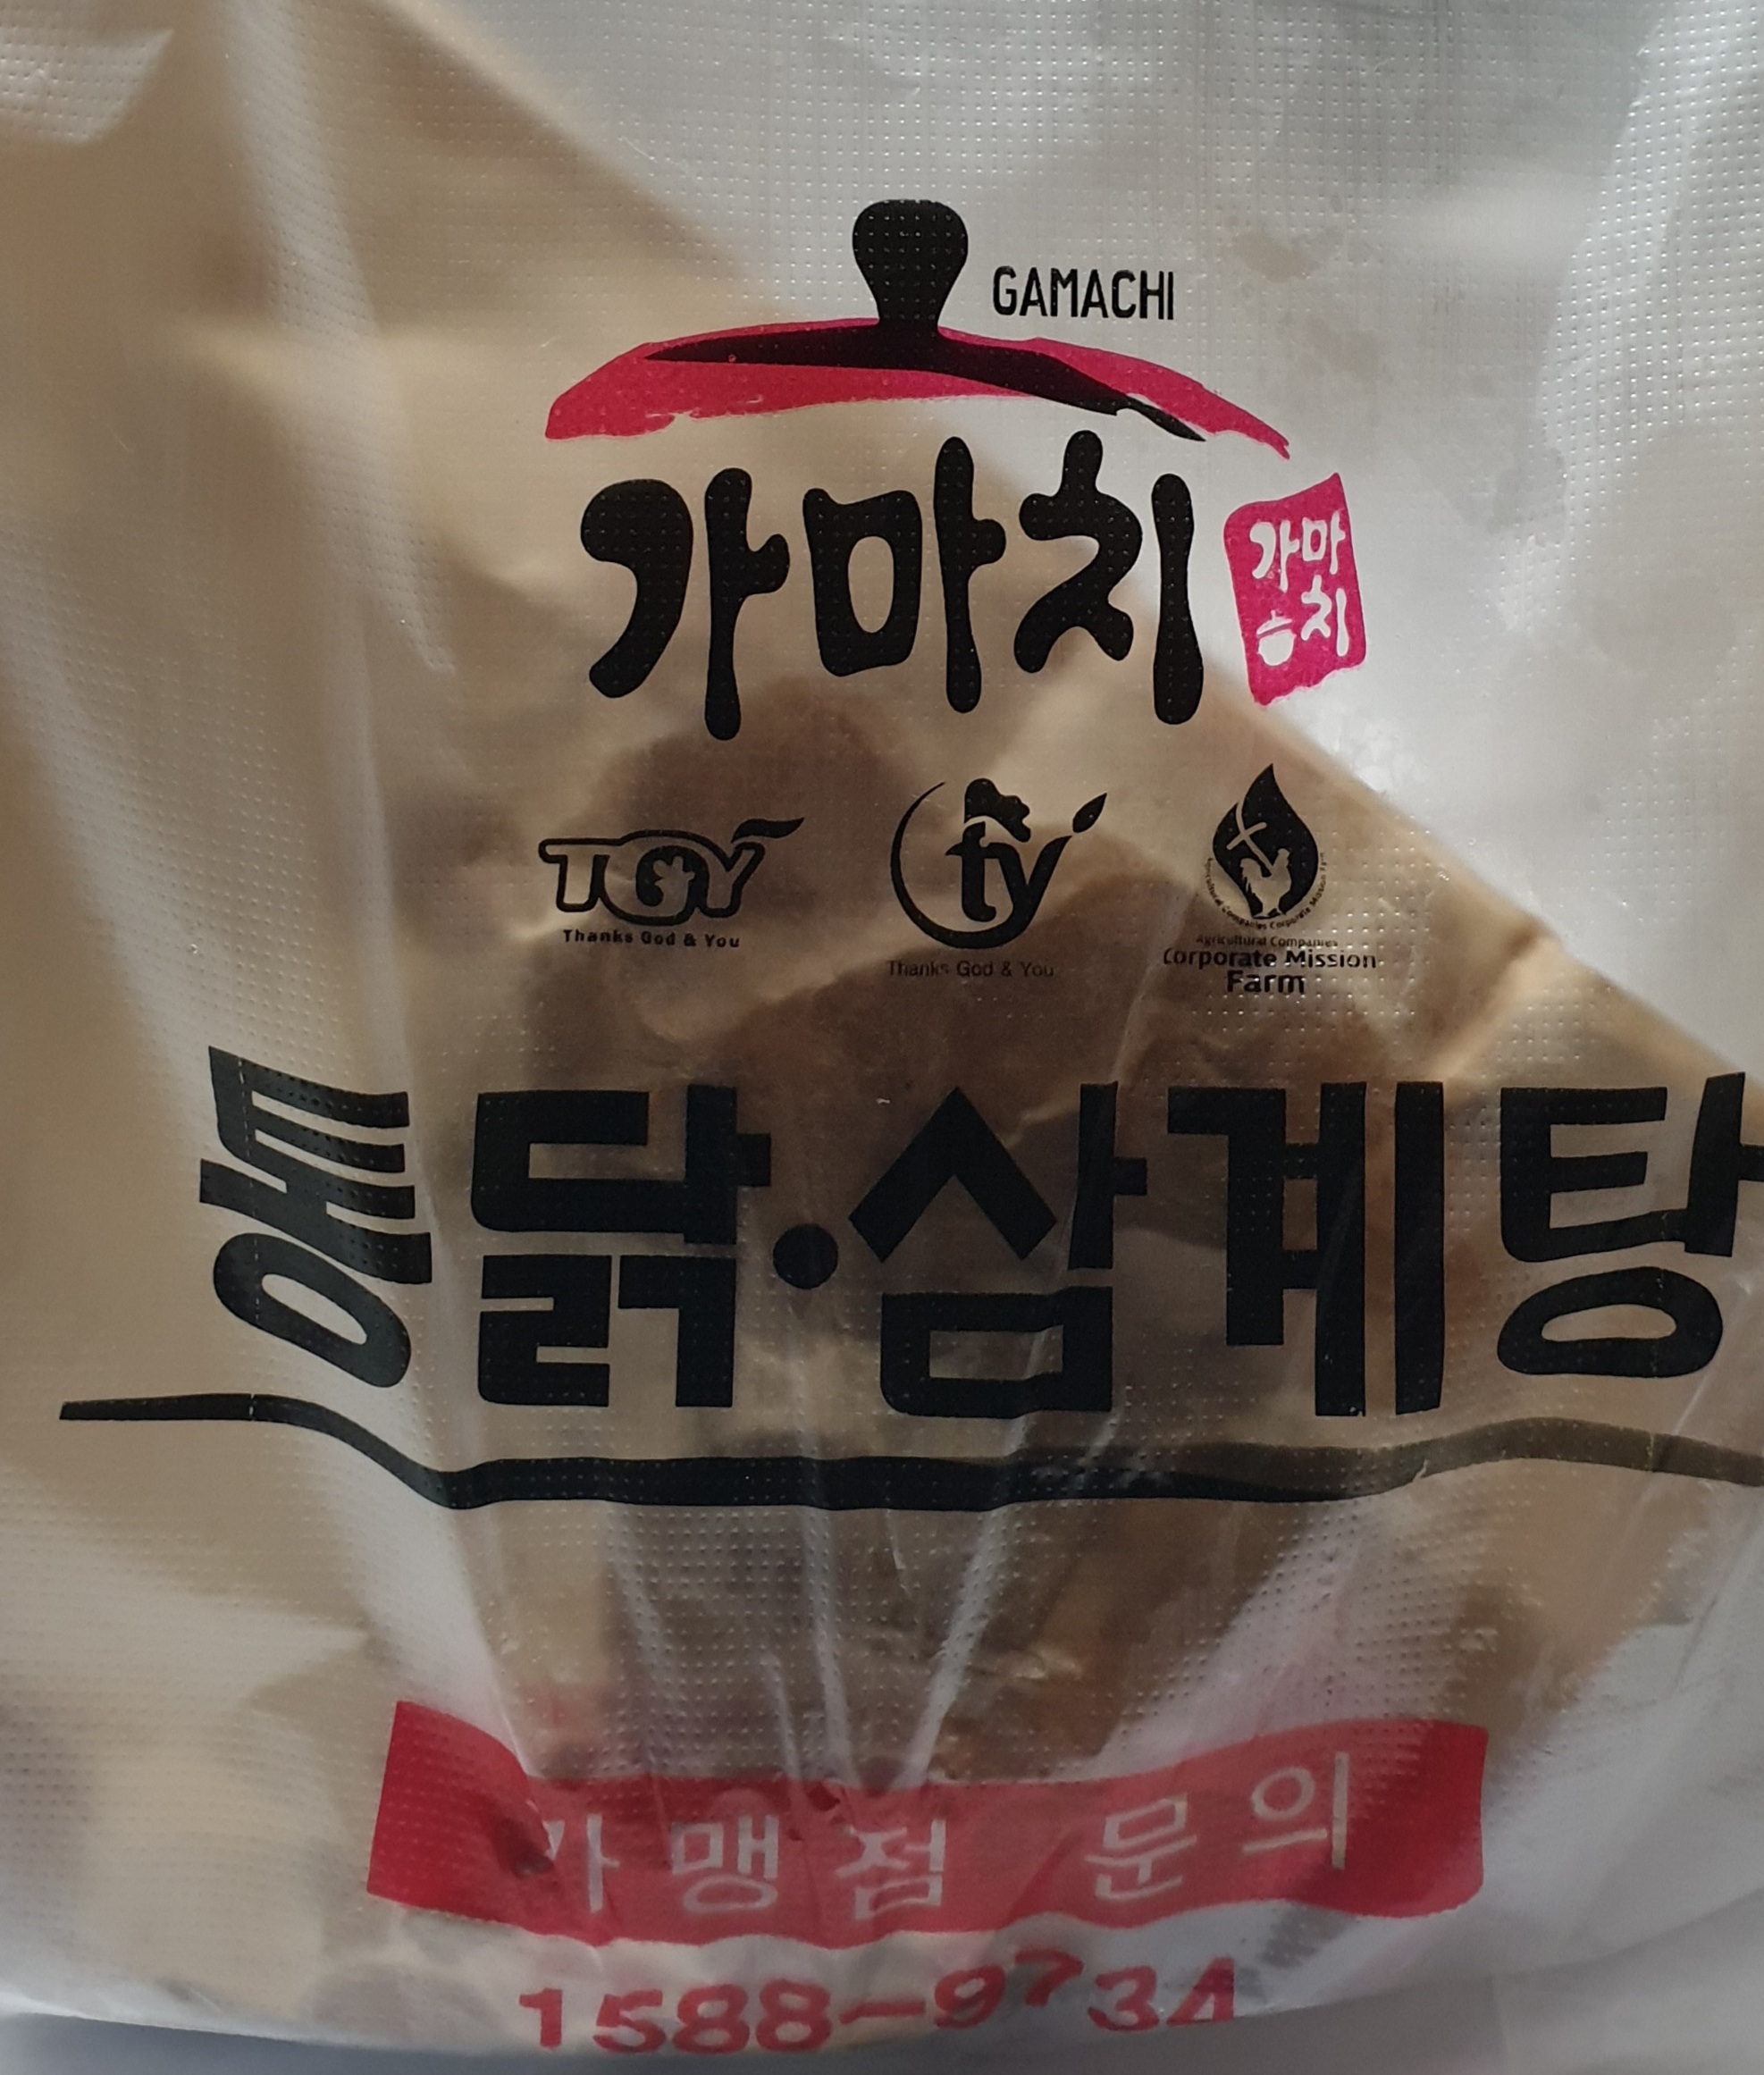 GAMACHI
가마치
가마
치
TGY
Thanks God & You
ty
Thanks God & You
Agricultural Companies
Corporate Mission
Farm
통닭·삼계탕
가맹점 문의
1588-9734